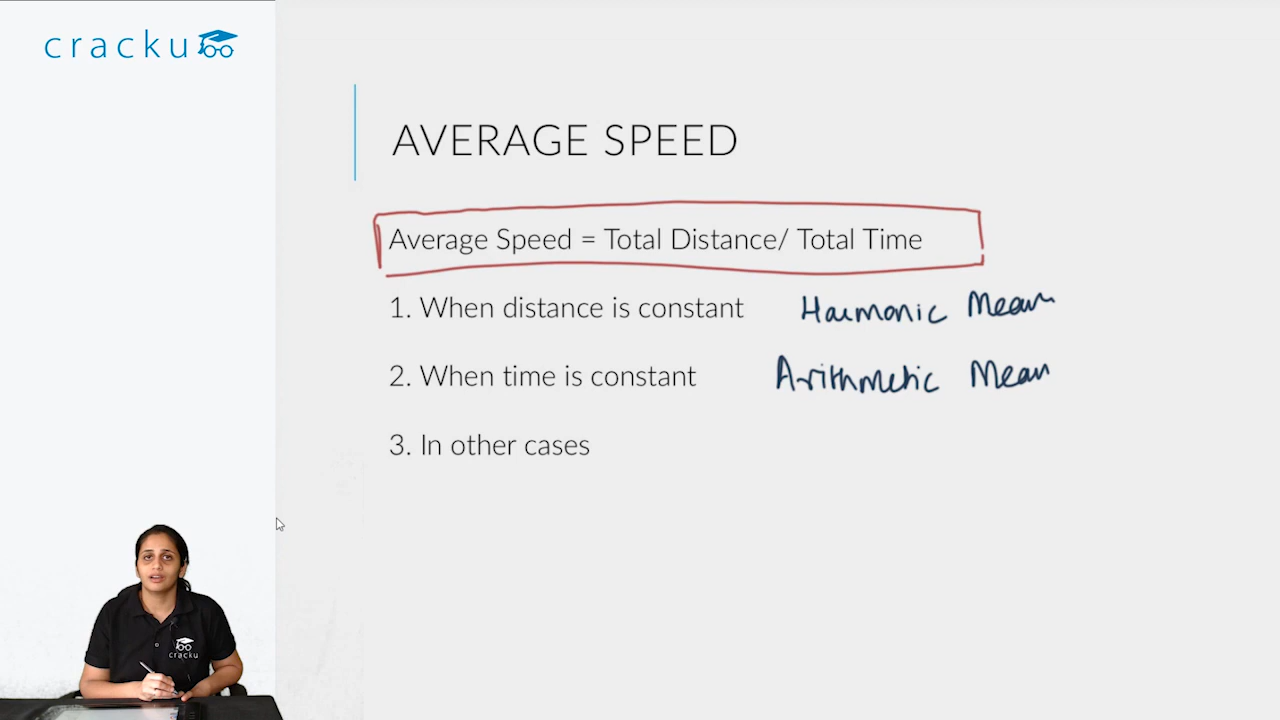 cracku
AVERAGE SPEED
Average Speed = Total Distance/ Total Time
1. When distance is constant Harmonic Mean
2. When time is constant Arithmetic Mean
3. In other cases
cracku